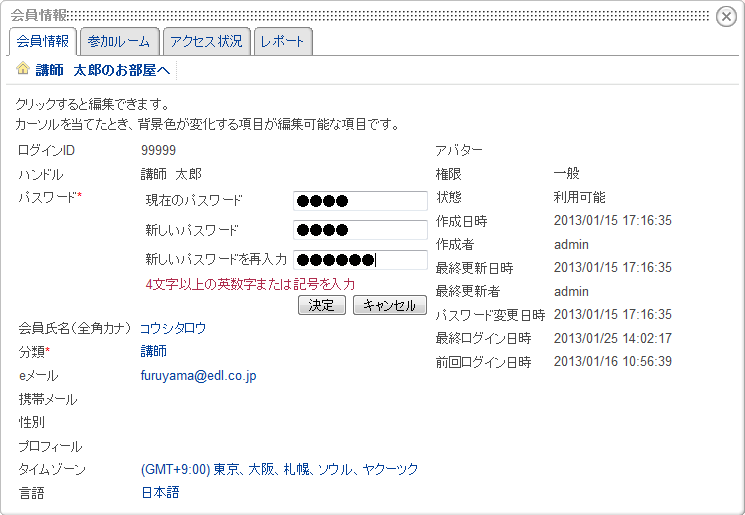 会員情報
会員情報 参加ルーム アクセス状況 レポート
講師 太郎のお部屋へ
クリックすると編集できます。
カーソルを当てたとき、背景色が変化する項目が編集可能な項目です。
ログインID 99999
ハンドル 講師 太郎
パスワード*
現在のパスワード ●●●●
新しいパスワード ●●●●
新しいパスワードを再入力 ●●●●●●
4文字以上の英数字または記号を入力
決定 キャンセル
会員氏名(全角カナ) コウシタロウ
分類* 講師
eメール furuyama@edl.co.jp
携帯メール
性別
プロフィール
タイムゾーン (GMT+9:00) 東京、大阪、札幌、ソウル、ヤクーツック
言語 日本語
アバター
権限 一般
状態 利用可能
作成日時 2013/01/15 17:16:35
作成者 admin
最終更新日時 2013/01/15 17:16:35
最終更新者 admin
パスワード変更日時 2013/01/15 17:16:35
最終ログイン日時 2013/01/25 14:02:17
前回ログイン日時 2013/01/16 10:56:39